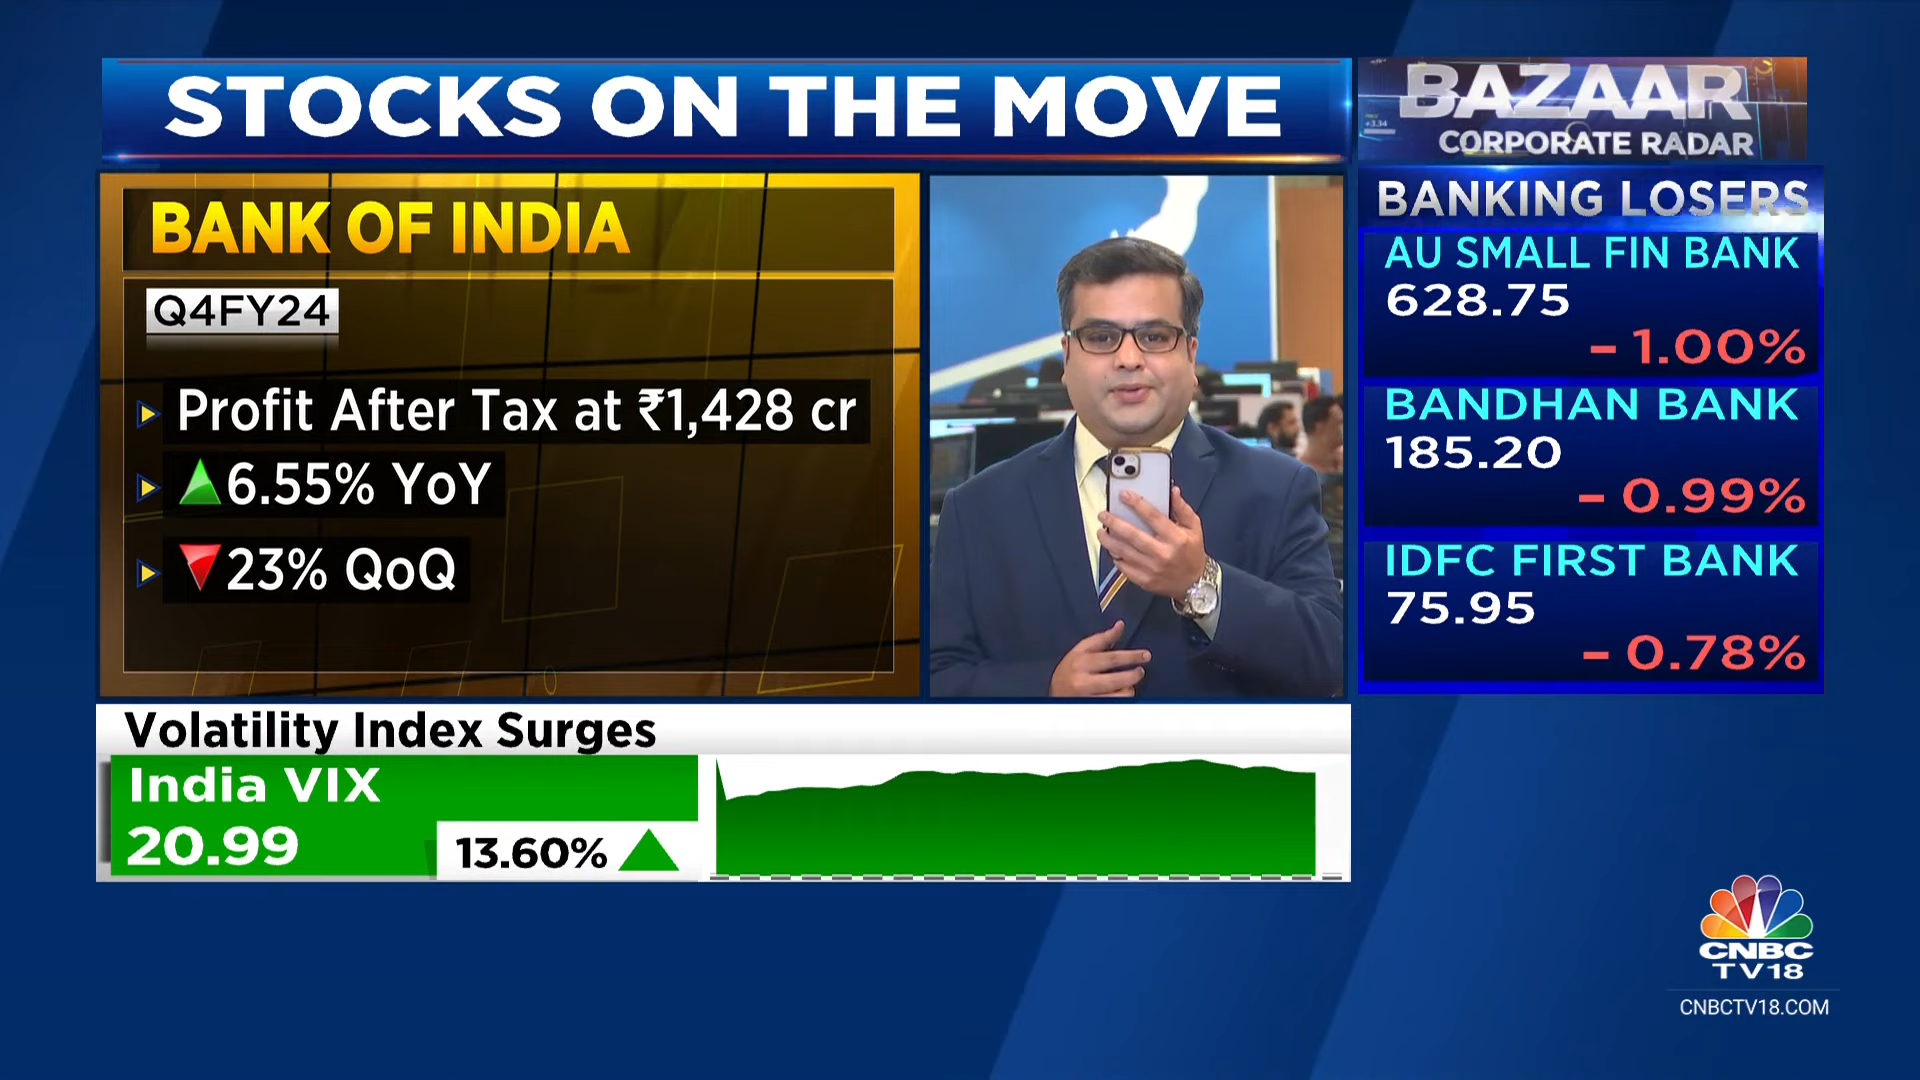 STOCKS ON THE MOVE
BAZAAR
CORPORATE RADAR
BANK OF INDIA
Q4FY24
Profit After Tax at ₹1,428 cr
6.55% YoY
23% QoQ
BANKING LOSERS
AU SMALL FIN BANK
628.75
– 1.00%
BANDHAN BANK
185.20
– 0.99%
IDFC FIRST BANK
75.95
– 0.78%
Volatility Index Surges
India VIX
20.99
13.60%
CNBC
TV18
CNBCTV18.COM